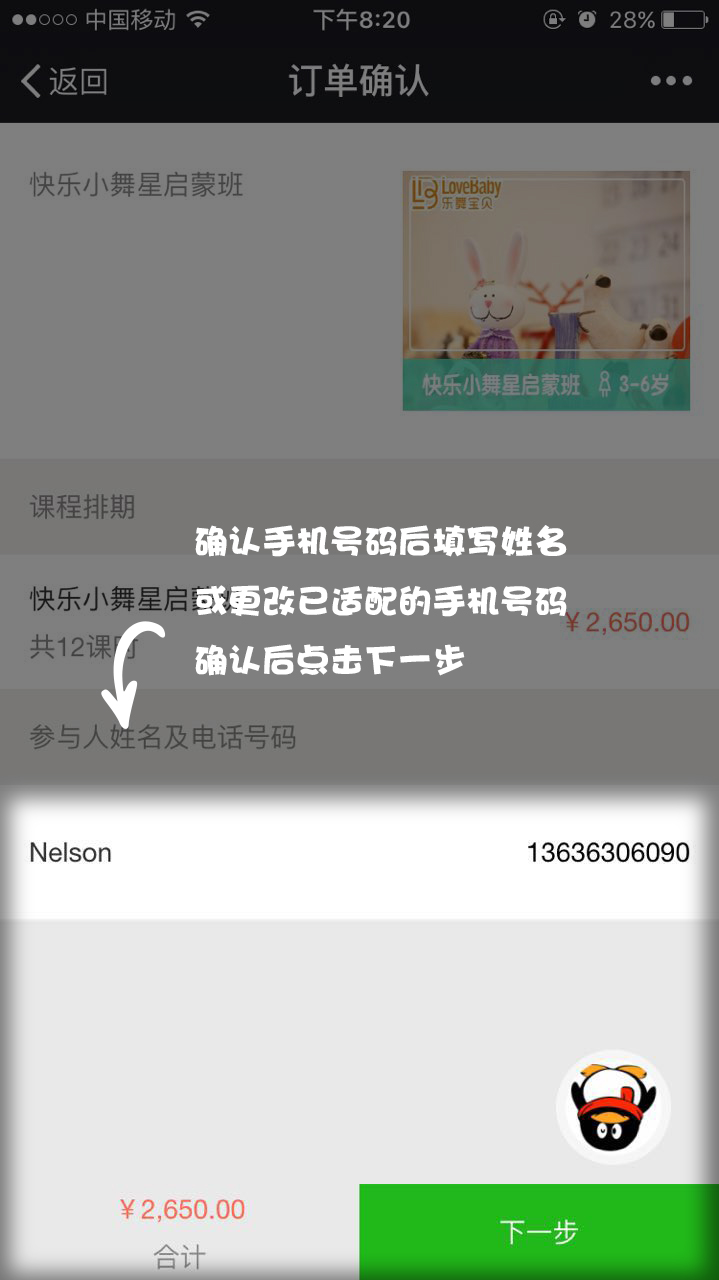 中国移动 下午8:20 28%
返回 订单确认
快乐小舞星启蒙班
LB LoveBaby
乐舞宝贝
快乐小舞星启蒙班 3-6岁
课程排期
确认手机号码后填写姓名
快乐小舞星启蒙班
或更改已适配的手机号码
¥2,650.00
共12课时
确认后点击下一步
参与人姓名及电话号码
Nelson 13636306090
¥2,650.00
合计
下一步